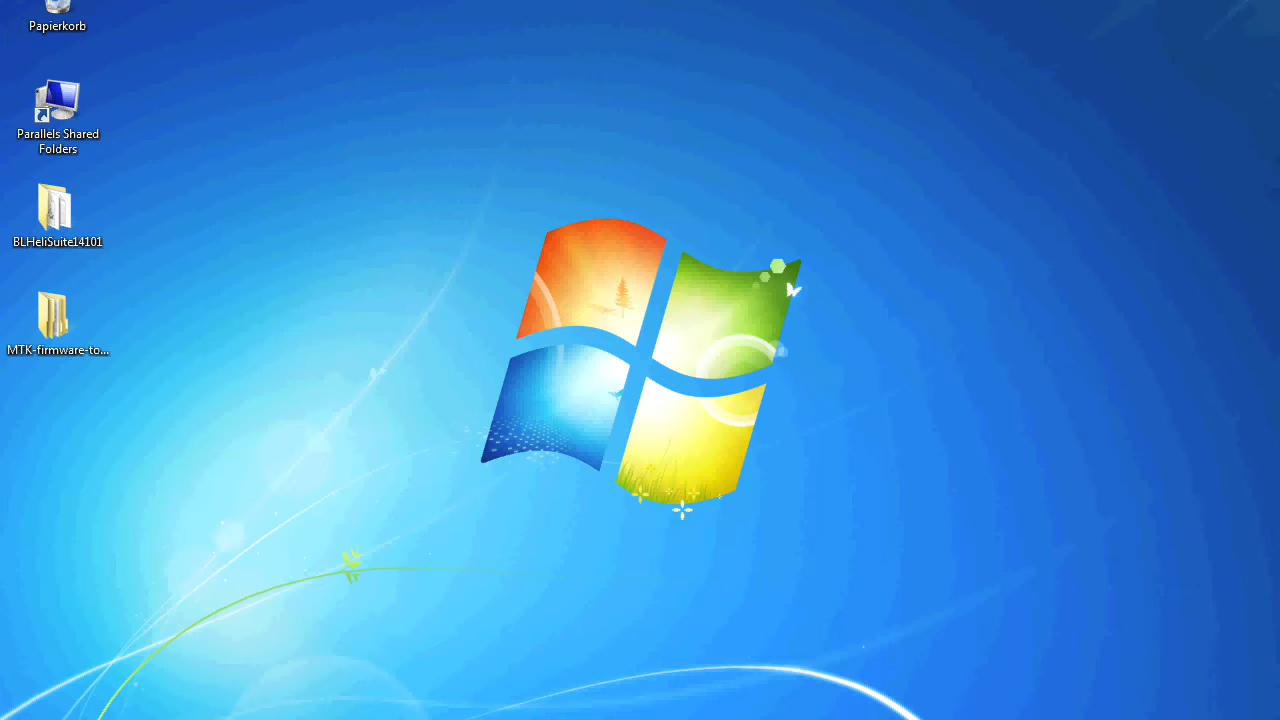 Papierkorb
Parallels Shared
Folders
BLHeliSuite14101
MTK-firmware-to...